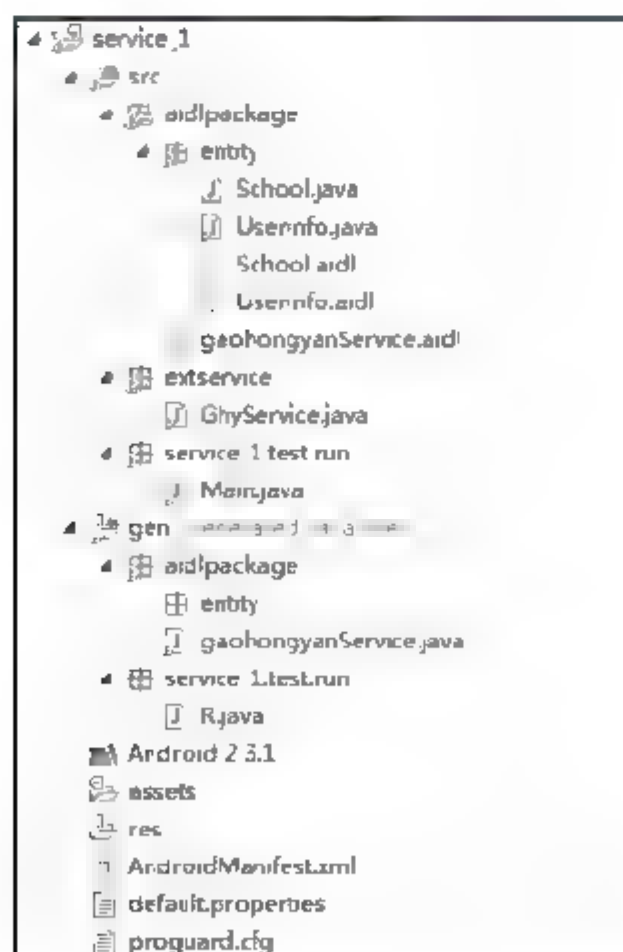 service_1
src
aidlpackage
entity
School.java
Userinfo.java
School.aidl
Userinfo.aidl
gaohongyanService.aidl
extservice
GhyService.java
service_1.test.run
Main.java
gen
aidlpackage
entity
gaohongyanService.java
service_1.test.run
R.java
Android 2.3.1
assets
res
AndroidManifest.xml
default.properties
proguard.cfg